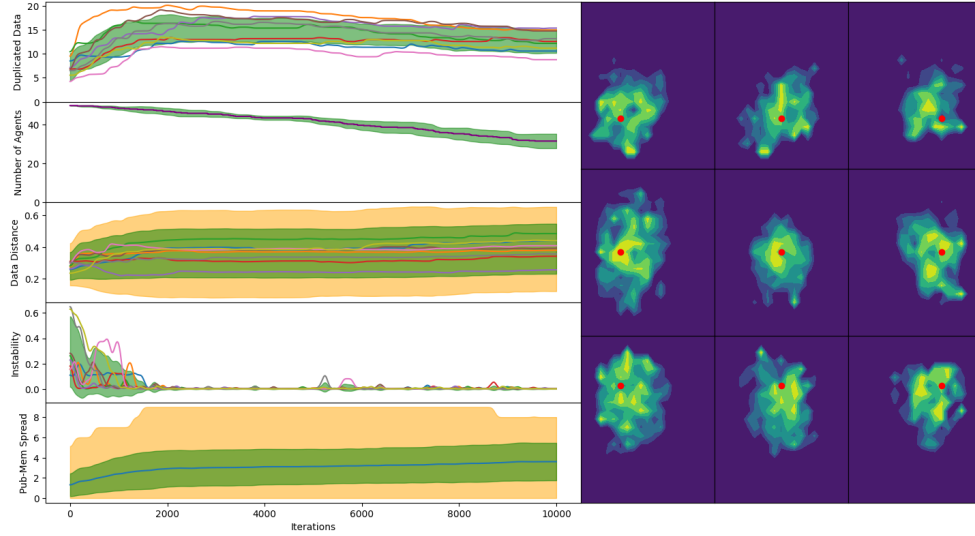 Duplicated Data
20
15
10
5
0
Number of Agents
40
20
0
Data Distance
0.6
0.4
0.2
Instability
0.6
0.4
0.2
0.0
Pub-Mem Spread
8
6
4
2
0
0 2000 4000 6000 8000 10000
Iterations